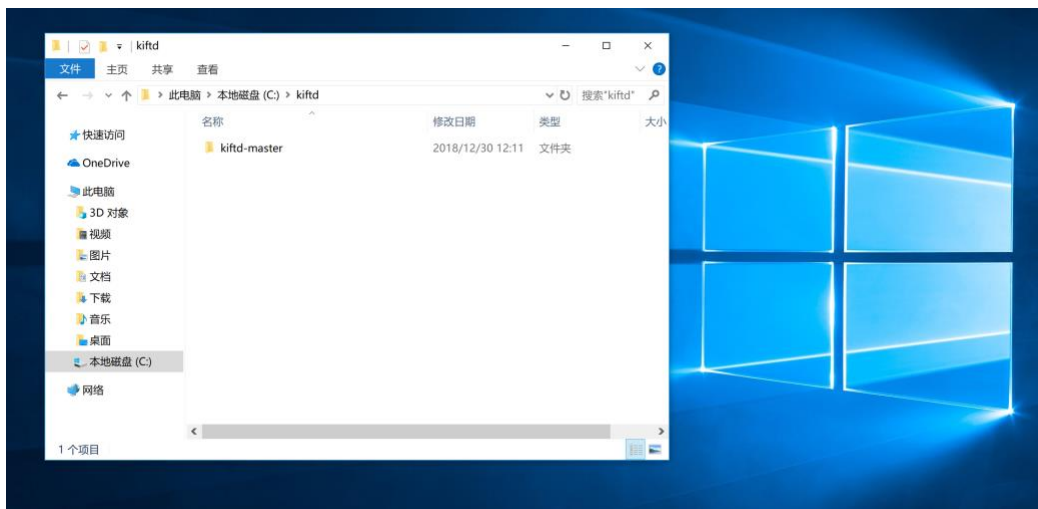 kiftd
文件 主页 共享 查看
此电脑 › 本地磁盘 (C:) › kiftd 搜索"kiftd"
名称 修改日期 类型 大小
kiftd-master 2018/12/30 12:11 文件夹
快速访问
OneDrive
此电脑
3D 对象
视频
图片
文档
下载
音乐
桌面
本地磁盘 (C:)
网络
1 个项目